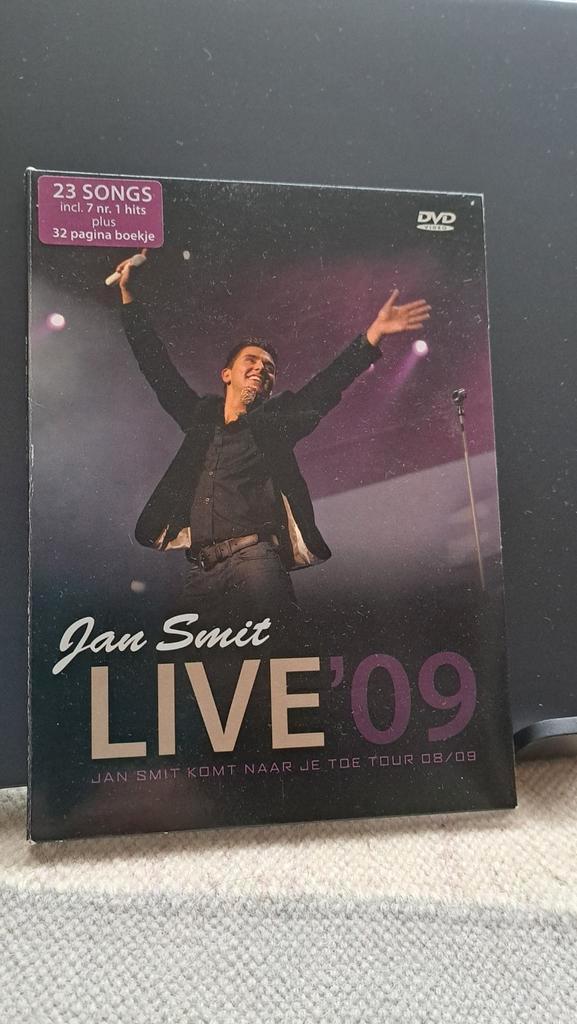 23 SONGS
incl. 7 nr. 1 hits
plus
32 pagina boekje
DVD
VIDEO
Jan Smit
LIVE '09
JAN SMIT KOMT NAAR JE TOE TOUR 08/09